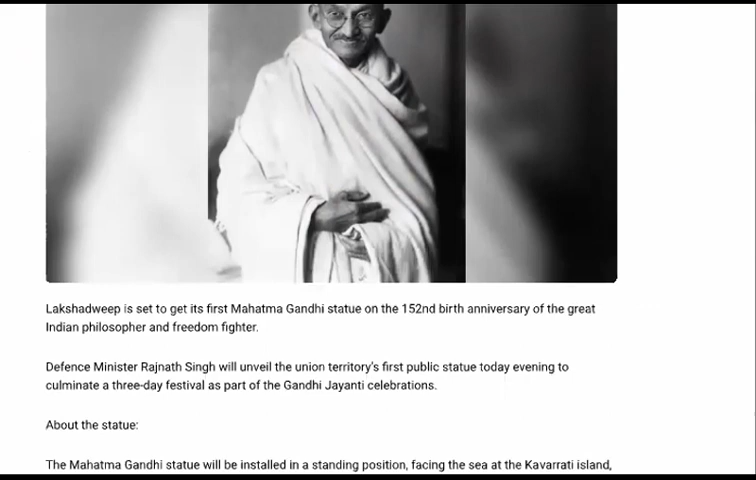 Lakshadweep is set to get its first Mahatma Gandhi statue on the 152nd birth anniversary of the great
Indian philosopher and freedom fighter.
Defence Minister Rajnath Singh will unveil the union territory's first public statue today evening to
culminate a three-day festival as part of the Gandhi Jayanti celebrations.
About the statue:
The Mahatma Gandhi statue will be installed in a standing position, facing the sea at the Kavarrati island,